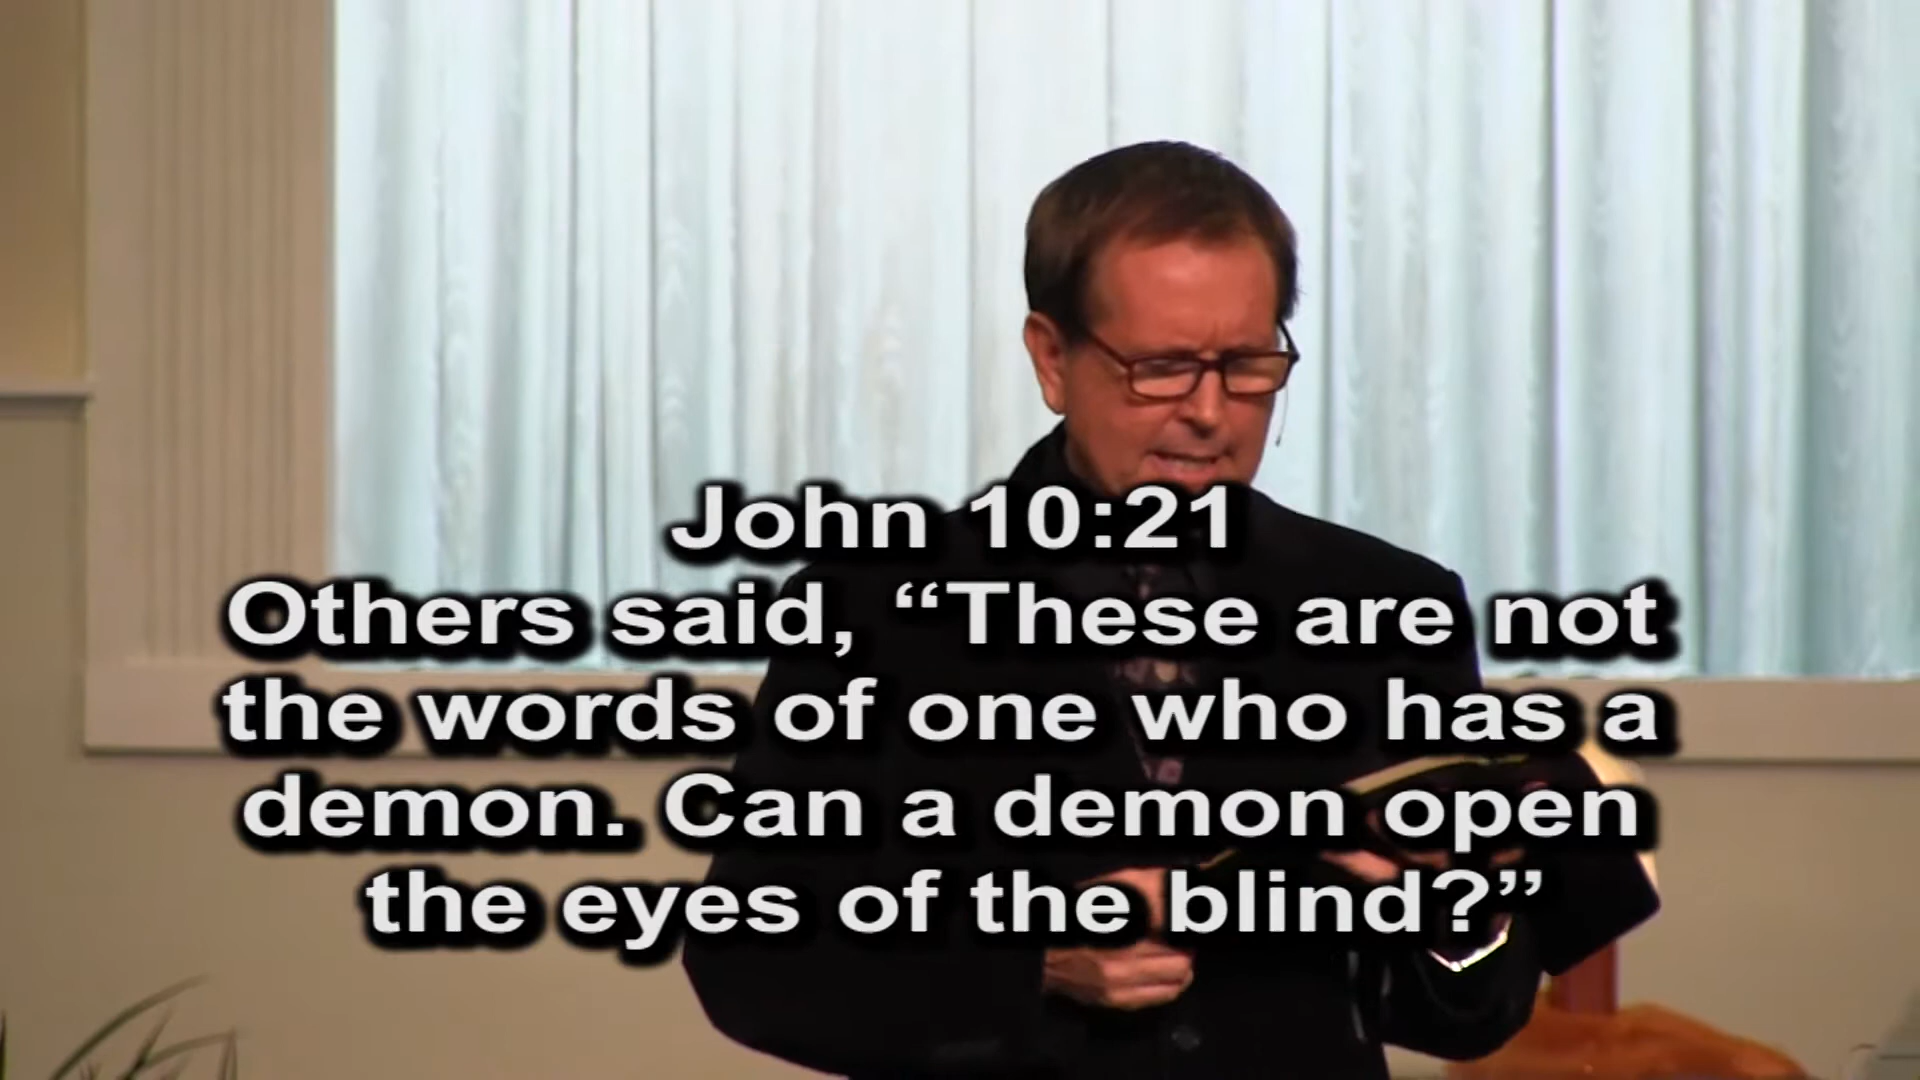 John 10:21
Others said, “These are not
the words of one who has a
demon. Can a demon open
the eyes of the blind?”